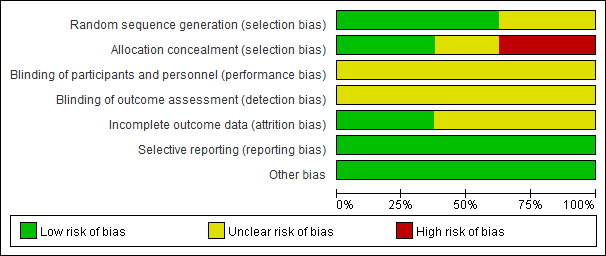 Random sequence generation (selection bias)
Allocation concealment (selection bias)
Blinding of participants and personnel (performance bias)
Blinding of outcome assessment (detection bias)
Incomplete outcome data (attrition bias)
Selective reporting (reporting bias)
Other bias
0% 25% 50% 75% 100%
Low risk of bias Unclear risk of bias High risk of bias